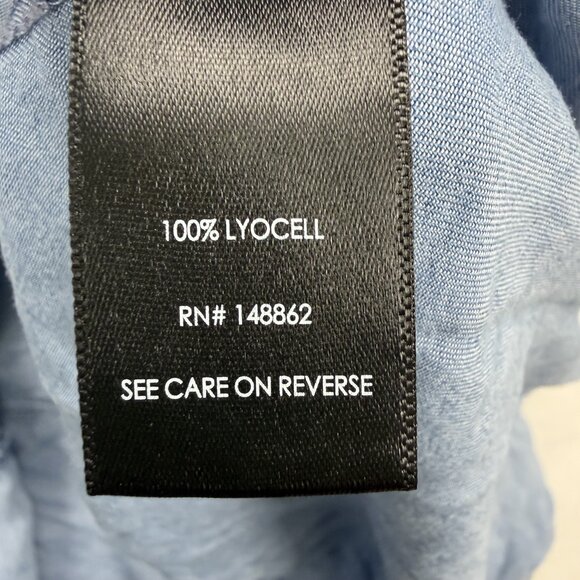 100% LYOCELL
RN# 148862
SEE CARE ON REVERSE